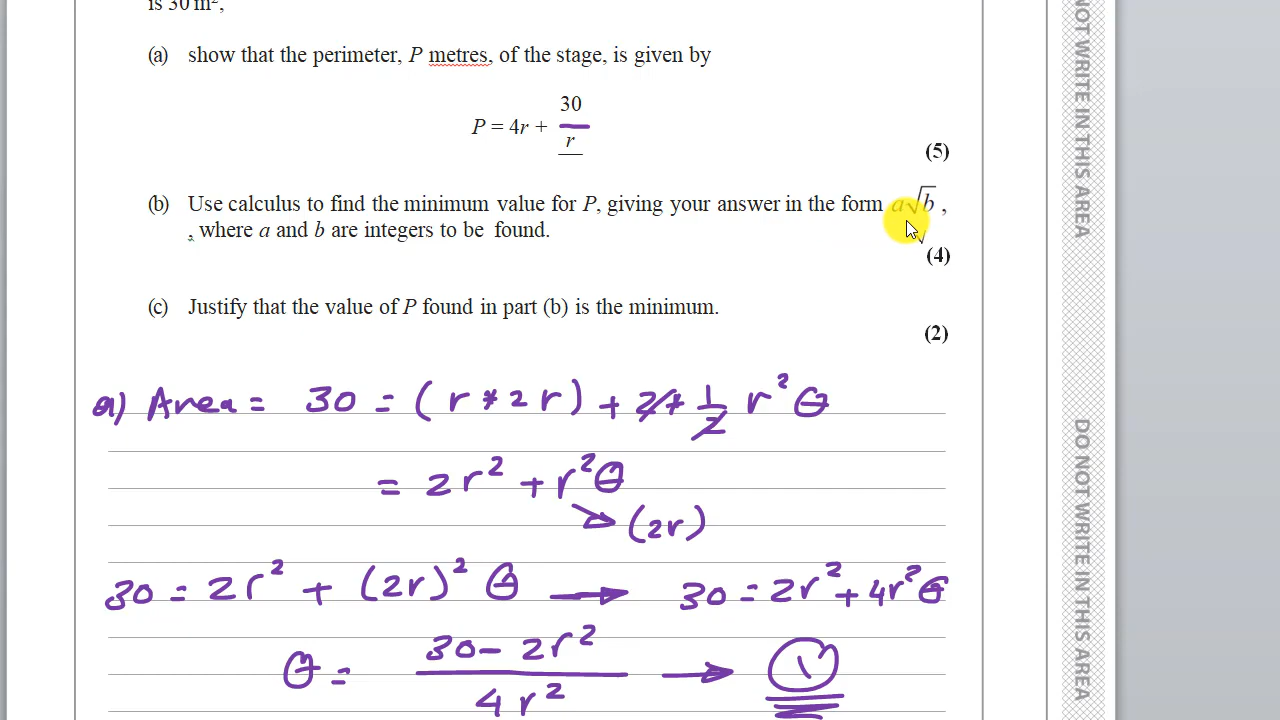 is 30 m²,
(a) show that the perimeter, P metres, of the stage, is given by
P = 4r + 30/r
(5)
(b) Use calculus to find the minimum value for P, giving your answer in the form a√b ,
, where a and b are integers to be found.
(4)
(c) Justify that the value of P found in part (b) is the minimum.
(2)
a) Area = 30 = (r * 2r) + 2* 1/2 r² θ
= 2r² + r²θ
→ (2r)
30 = 2r² + (2r)² θ → 30 = 2r² + 4r² θ
θ = (30 - 2r²)/(4r²) → 1
NOT WRITE IN THIS AREA
DO NOT WRITE IN THIS AREA